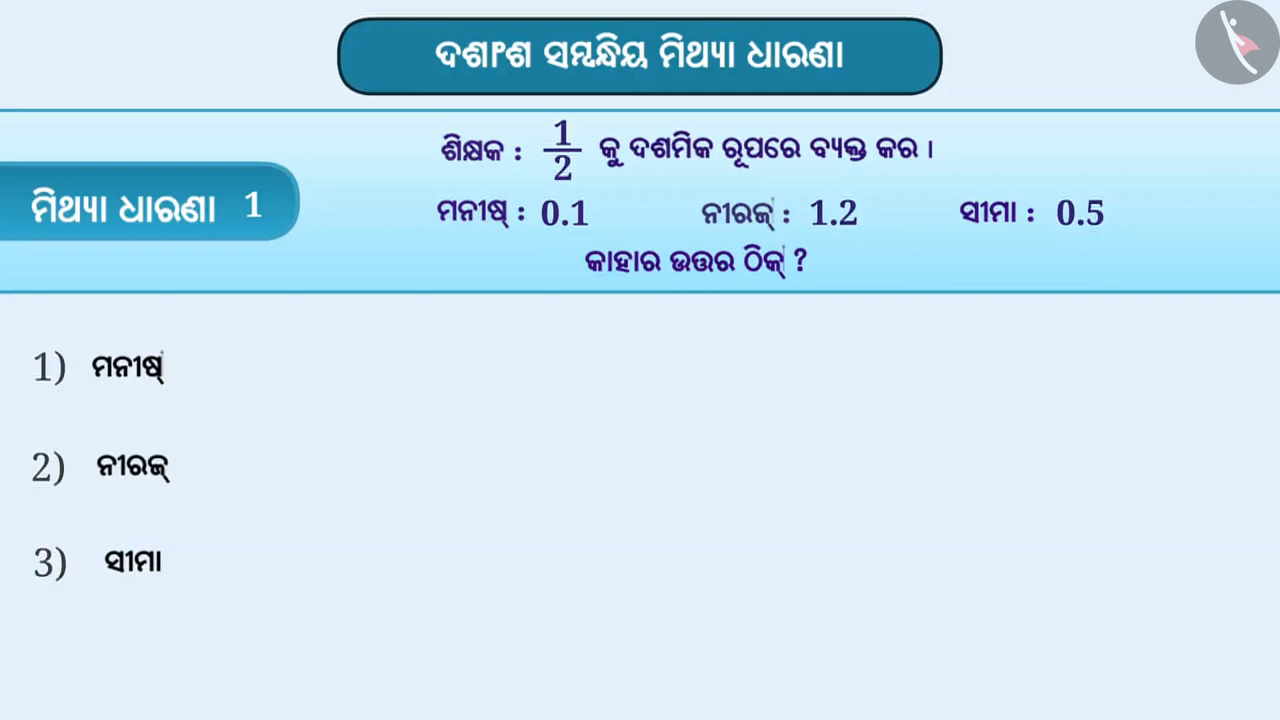 ଦଶାଂଶ ସମ୍ବନ୍ଧିୟ ମିଥ୍ୟା ଧାରଣା
ମିଥ୍ୟା ଧାରଣା 1
ଶିକ୍ଷକ : 1/2 କୁ ଦଶମିକ ରୂପରେ ବ୍ୟକ୍ତ କର ।
ମନୀଷ୍ : 0.1 ନୀରଜ୍ : 1.2 ସୀମା : 0.5
କାହାର ଉତ୍ତର ଠିକ୍ ?
1) ମନୀଷ୍
2) ନୀରଜ୍
3) ସୀମା